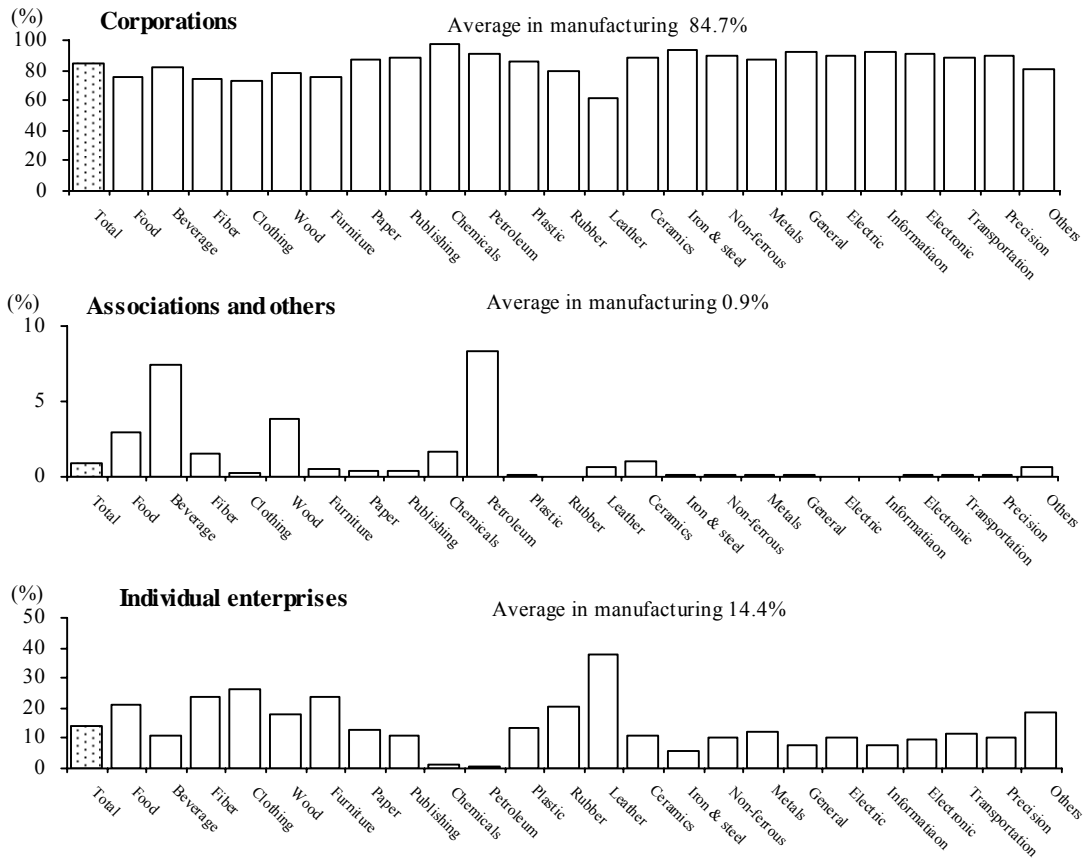 (%)
Corporations
Average in manufacturing 84.7%
100
80
60
40
20
0
Total
Food
Beverage
Fiber
Clothing
Wood
Furniture
Paper
Publishing
Chemicals
Petroleum
Plastic
Rubber
Leather
Ceramics
Iron & steel
Non-ferrous
Metals
General
Electric
Informatiaon
Electronic
Transportation
Precision
Others
(%)
Associations and others
Average in manufacturing 0.9%
10
5
0
Total
Food
Beverage
Fiber
Clothing
Wood
Furniture
Paper
Publishing
Chemicals
Petroleum
Plastic
Rubber
Leather
Ceramics
Iron & steel
Non-ferrous
Metals
General
Electric
Informatiaon
Electronic
Transportation
Precision
Others
(%)
Individual enterprises
Average in manufacturing 14.4%
50
40
30
20
10
0
Total
Food
Beverage
Fiber
Clothing
Wood
Furniture
Paper
Publishing
Chemicals
Petroleum
Plastic
Rubber
Leather
Ceramics
Iron & steel
Non-ferrous
Metals
General
Electric
Informatiaon
Electronic
Transportation
Precision
Others